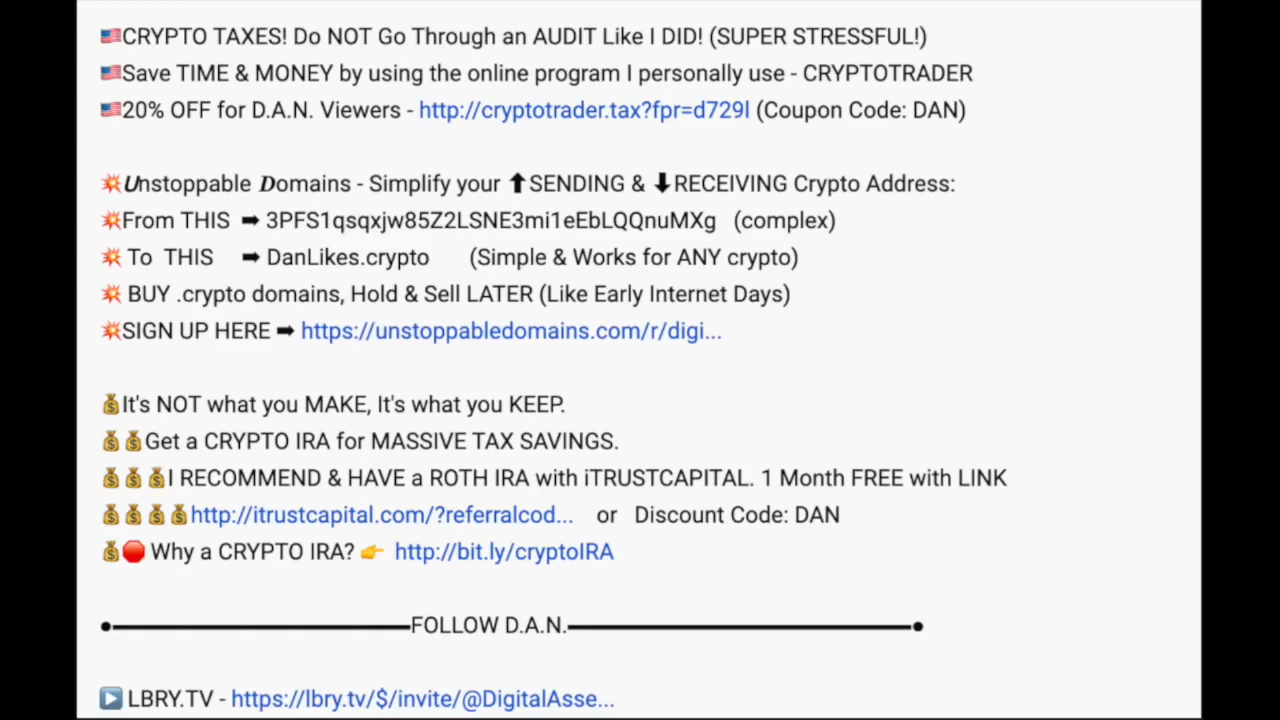 🇺🇸CRYPTO TAXES! Do NOT Go Through an AUDIT Like I DID! (SUPER STRESSFUL!)
🇺🇸Save TIME & MONEY by using the online program I personally use - CRYPTOTRADER
🇺🇸20% OFF for D.A.N. Viewers - http://cryptotrader.tax?fpr=d729l (Coupon Code: DAN)
💥𝑼nstoppable 𝑫omains - Simplify your ⬆SENDING & ⬇RECEIVING Crypto Address:
💥From THIS ➡ 3PFS1qsqxjw85Z2LSNE3mi1eEbLQQnuMXg (complex)
💥 To THIS ➡ DanLikes.crypto (Simple & Works for ANY crypto)
💥 BUY .crypto domains, Hold & Sell LATER (Like Early Internet Days)
💥SIGN UP HERE ➡ https://unstoppabledomains.com/r/digi...
💰It's NOT what you MAKE, It's what you KEEP.
💰💰Get a CRYPTO IRA for MASSIVE TAX SAVINGS.
💰💰💰I RECOMMEND & HAVE a ROTH IRA with iTRUSTCAPITAL. 1 Month FREE with LINK
💰💰💰💰http://itrustcapital.com/?referralcod... or Discount Code: DAN
💰🛑 Why a CRYPTO IRA? 👉 http://bit.ly/cryptoIRA
●▬▬▬▬▬▬▬▬▬▬FOLLOW D.A.N.▬▬▬▬▬▬▬▬▬▬●
▶️ LBRY.TV - https://lbry.tv/$/invite/@DigitalAsse...